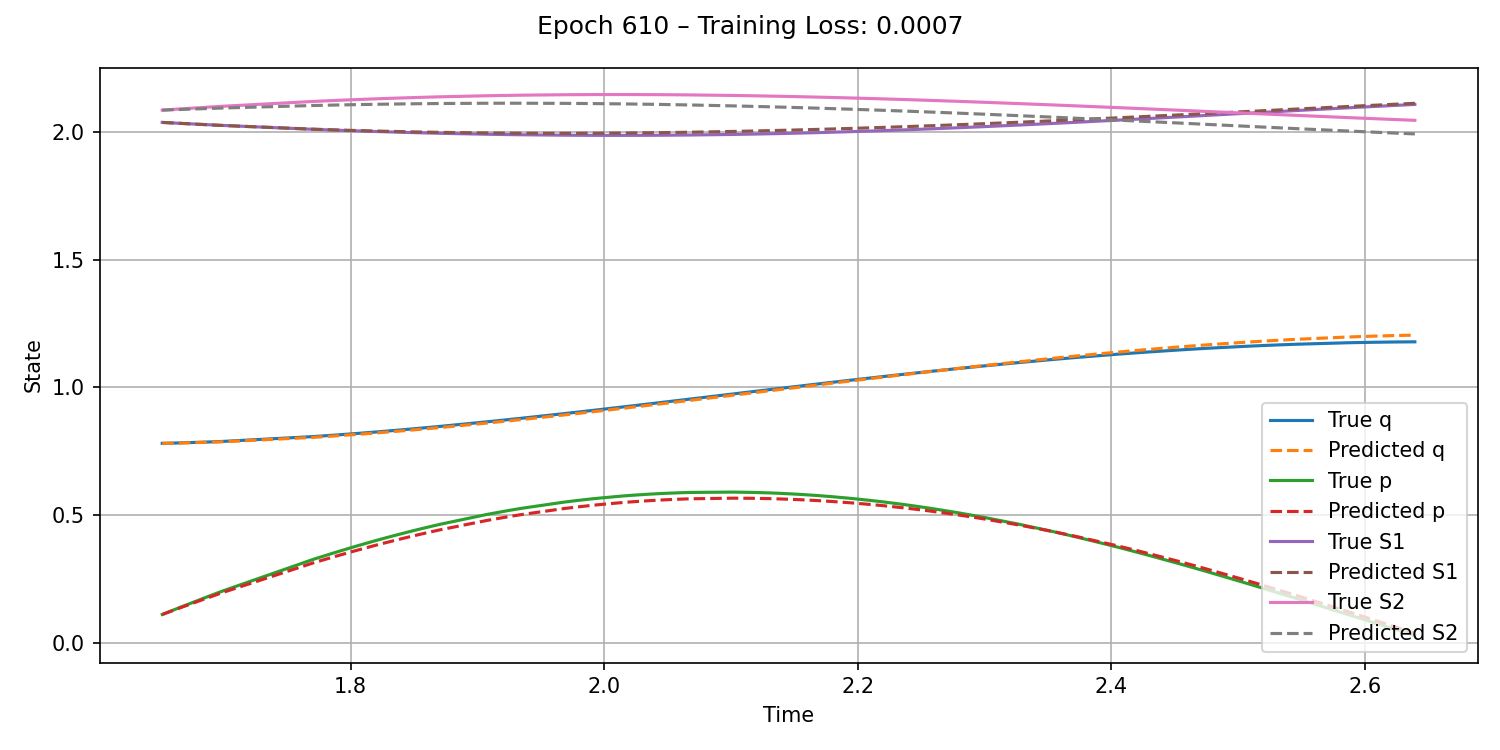 Epoch 610 – Training Loss: 0.0007
State
2.0
1.5
1.0
0.5
0.0
True q
Predicted q
True p
Predicted p
True S1
Predicted S1
True S2
Predicted S2
1.8
2.0
2.2
2.4
2.6
Time